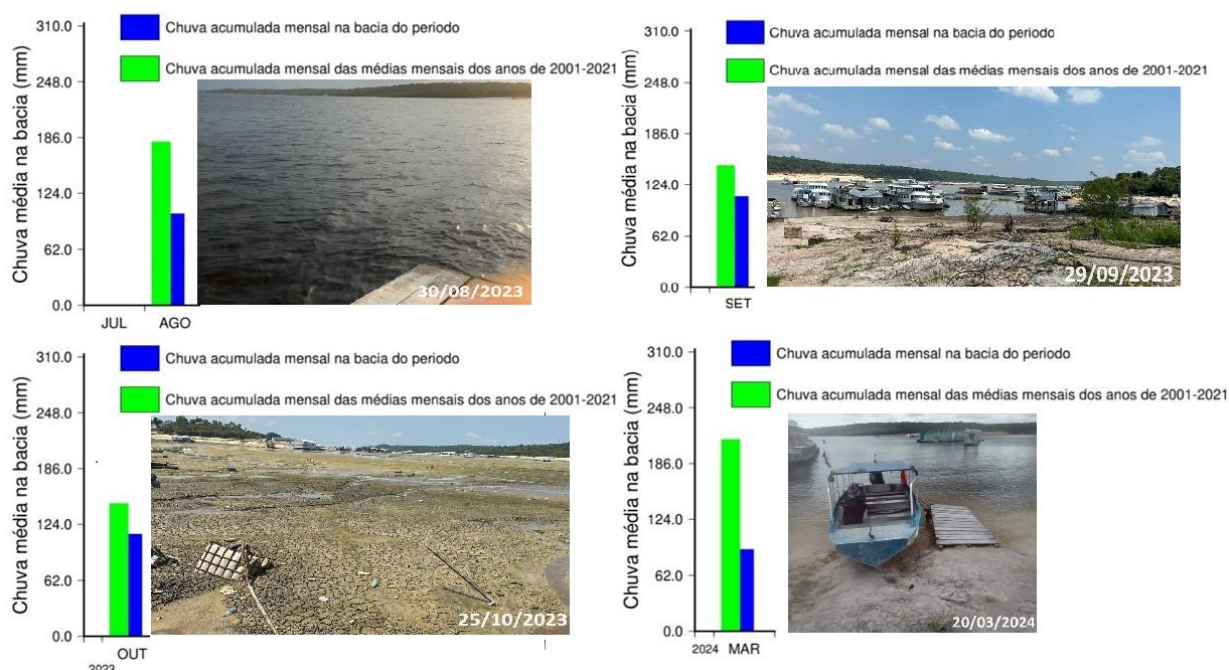 310.0
Chuva acumulada mensal na bacia do periodo
Chuva acumulada mensal das médias mensais dos anos de 2001-2021
248.0
186.0
124.0
62.0
0.0
Chuva média na bacia (mm)
JUL AGO
30/08/2023
310.0
Chuva acumulada mensal na bacia do periodo
Chuva acumulada mensal das médias mensais dos anos de 2001-2021
248.0
186.0
124.0
62.0
0.0
Chuva média na bacia (mm)
SET
29/09/2023
310.0
Chuva acumulada mensal na bacia do periodo
Chuva acumulada mensal das médias mensais dos anos de 2001-2021
248.0
186.0
124.0
62.0
0.0
Chuva média na bacia (mm)
OUT
2023
25/10/2023
310.0
Chuva acumulada mensal na bacia do periodo
Chuva acumulada mensal das médias mensais dos anos de 2001-2021
248.0
186.0
124.0
62.0
0.0
Chuva média na bacia (mm)
2024 MAR
20/03/2024